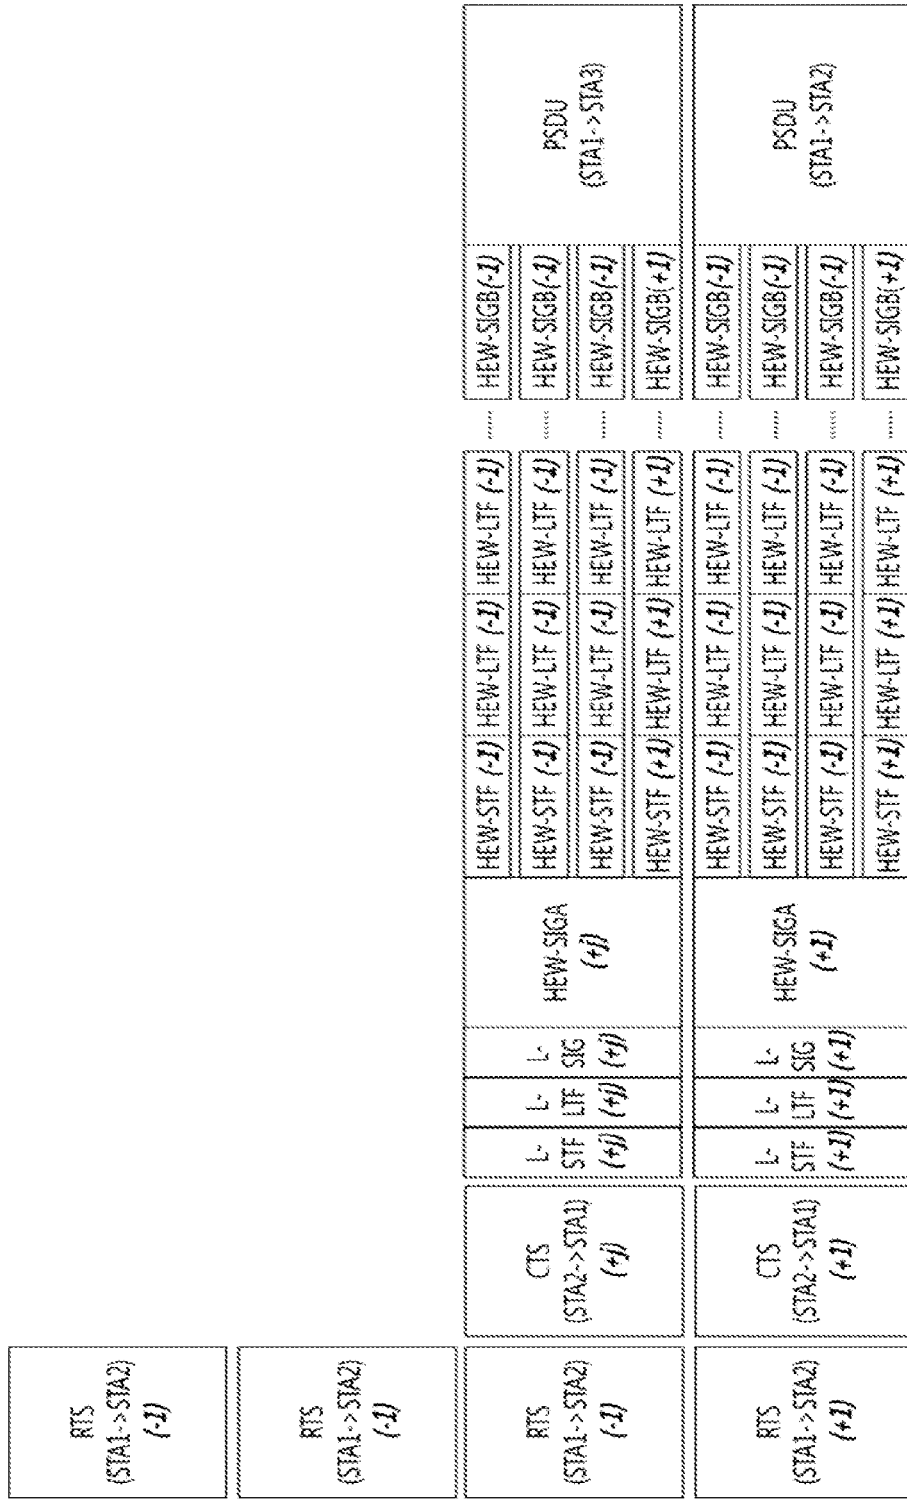 RTS
(STA1->STA2)
(-1)
RTS
(STA1->STA2)
(-1)
RTS
(STA1->STA2)
(-1)
CTS
(STA2->STA1)
(+j)
L-
STF
(+j)
L-
LTF
(+j)
L-
SIG
(+j)
HEW-SIGA
(+j)
HEW-STF (-1) HEW-LTF (-1) HEW-LTF (-1) ...... HEW-SIGB(-1)
HEW-STF (-1) HEW-LTF (-1) HEW-LTF (-1) ...... HEW-SIGB(-1)
HEW-STF (-1) HEW-LTF (-1) HEW-LTF (-1) ...... HEW-SIGB(-1)
HEW-STF (+1) HEW-LTF (+1) HEW-LTF (+1) ...... HEW-SIGB(+1)
PSDU
(STA1->STA3)
RTS
(STA1->STA2)
(+1)
CTS
(STA2->STA1)
(+1)
L-
STF
(+1)
L-
LTF
(+1)
L-
SIG
(+1)
HEW-SIGA
(+1)
HEW-STF (-1) HEW-LTF (-1) HEW-LTF (-1) ...... HEW-SIGB(-1)
HEW-STF (-1) HEW-LTF (-1) HEW-LTF (-1) ...... HEW-SIGB(-1)
HEW-STF (-1) HEW-LTF (-1) HEW-LTF (-1) ...... HEW-SIGB(-1)
HEW-STF (+1) HEW-LTF (+1) HEW-LTF (+1) ...... HEW-SIGB(+1)
PSDU
(STA1->STA2)